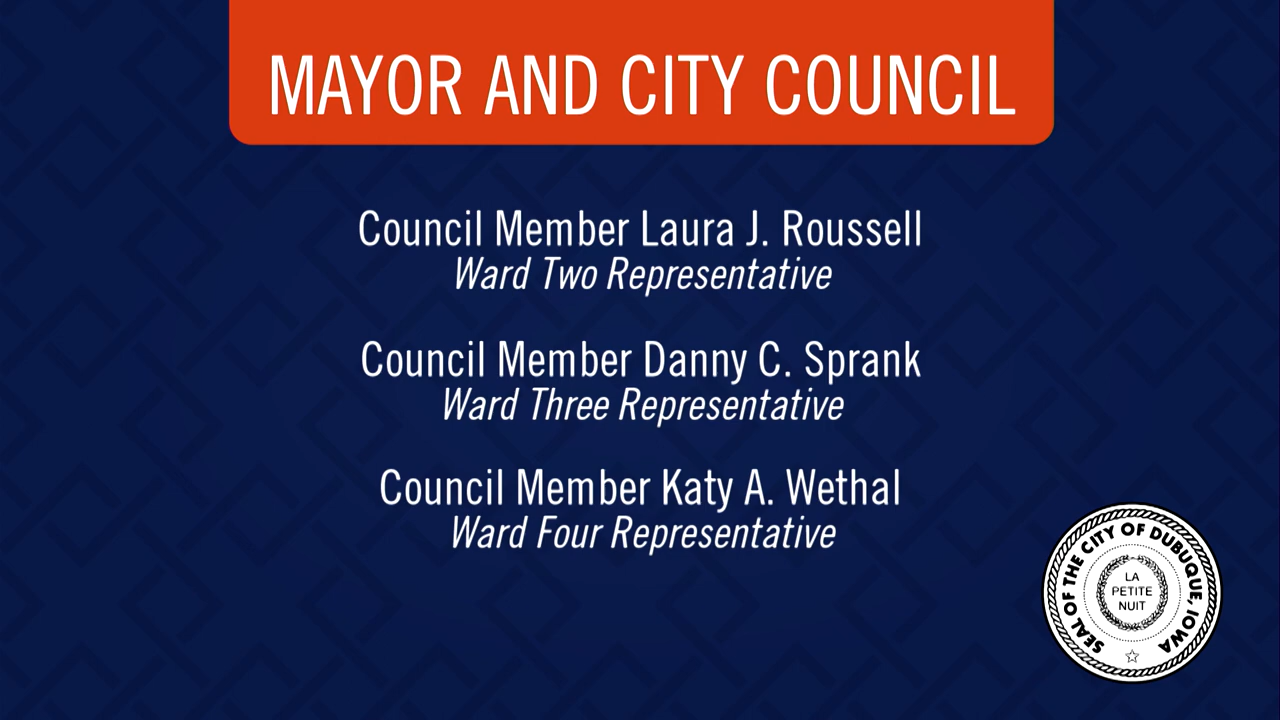 MAYOR AND CITY COUNCIL
Council Member Laura J. Roussell
Ward Two Representative
Council Member Danny C. Sprank
Ward Three Representative
Council Member Katy A. Wethal
Ward Four Representative
SEAL OF THE CITY OF DUBUQUE, IOWA
LA
PETITE
NUIT